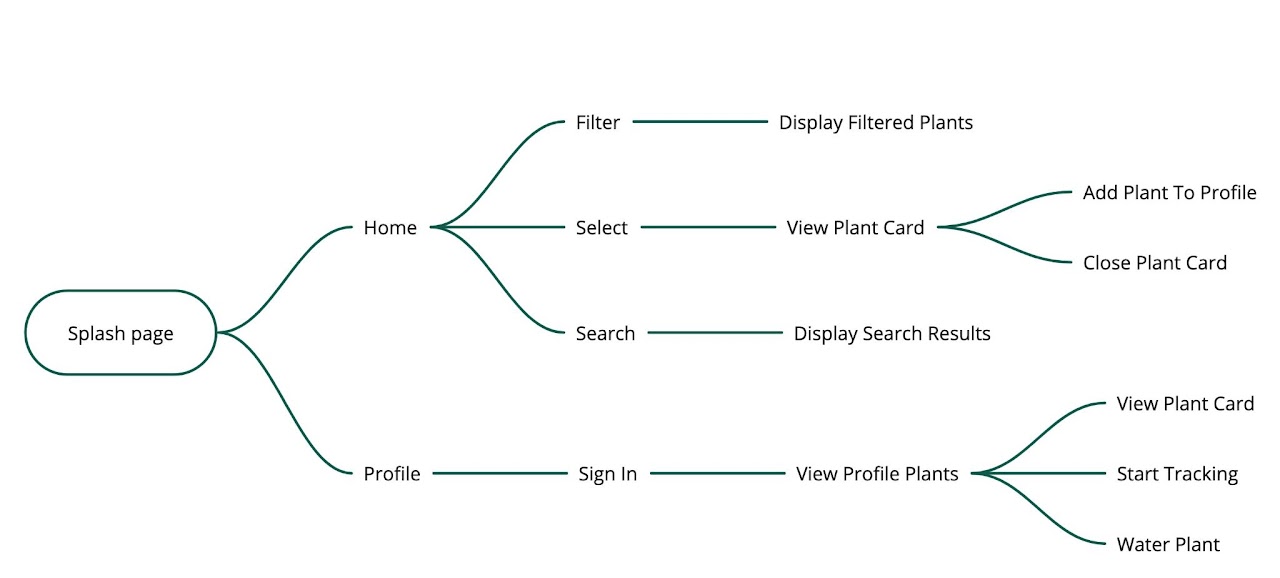 Splash page
Home
Filter
Display Filtered Plants
Select
View Plant Card
Add Plant To Profile
Close Plant Card
Search
Display Search Results
Profile
Sign In
View Profile Plants
View Plant Card
Start Tracking
Water Plant